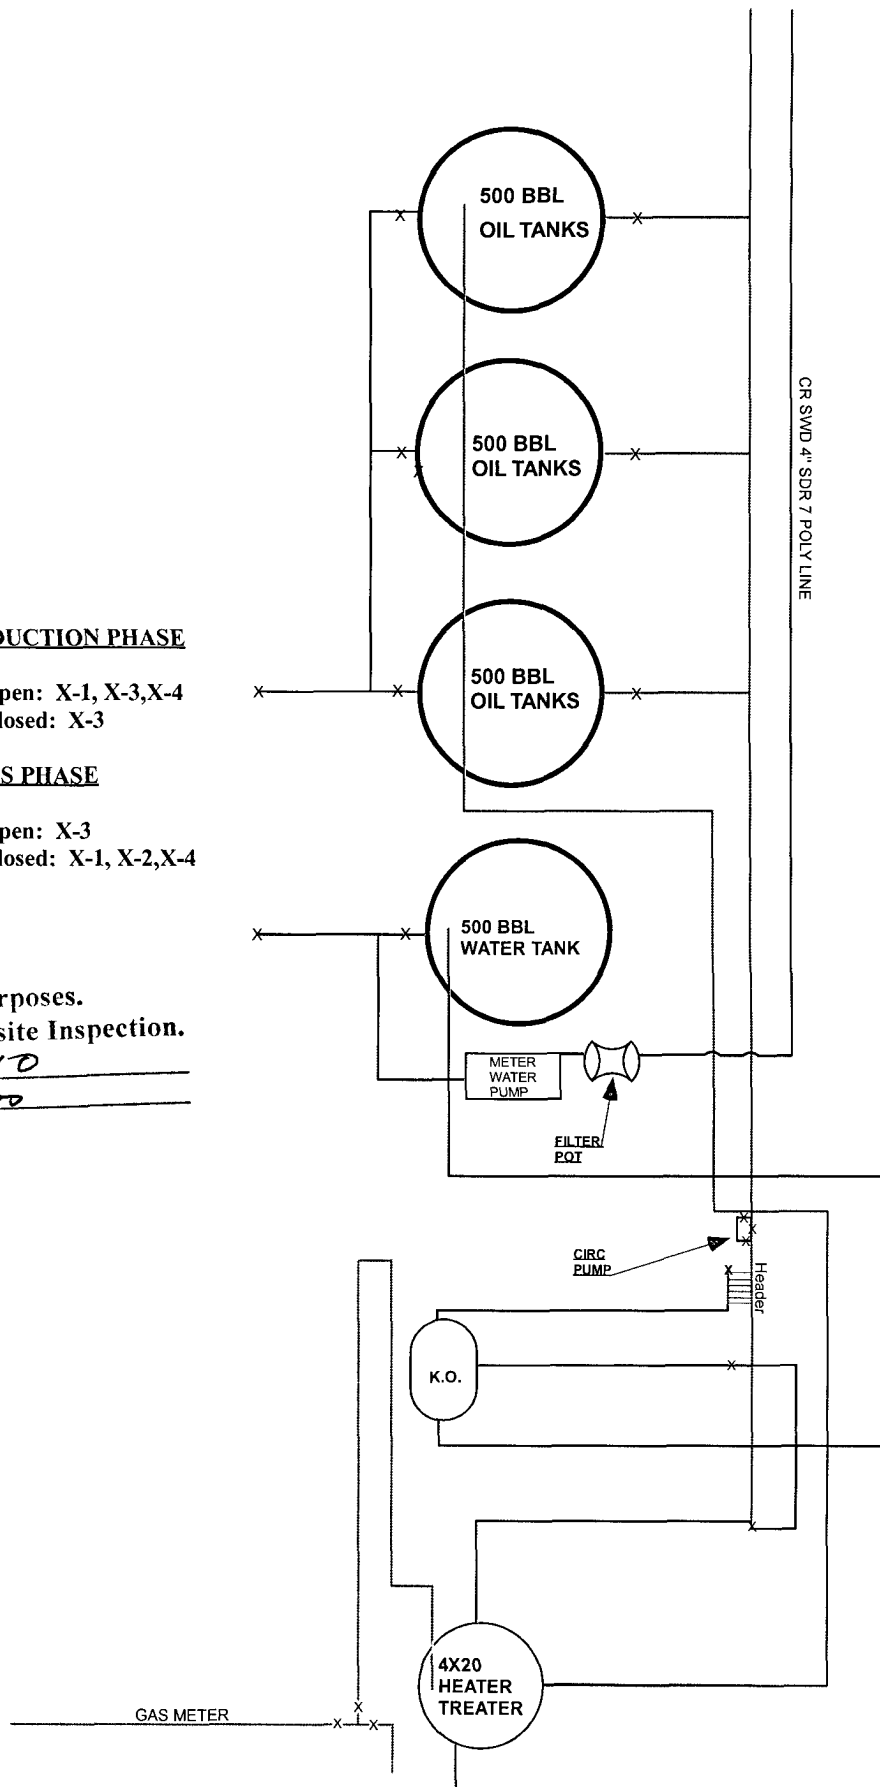 500 BBL
OIL TANKS
500 BBL
OIL TANKS
CR SWD 4" SDR 7 POLY LINE
DUCTION PHASE
pen: X-1, X-3,X-4
losed: X-3
500 BBL
OIL TANKS
S PHASE
pen: X-3
losed: X-1, X-2,X-4
500 BBL
WATER TANK
rposes.
site Inspection.
METER
WATER
PUMP
FILTER
POT
CIRC
PUMP
Header
K.O.
4X20
HEATER
TREATER
GAS METER